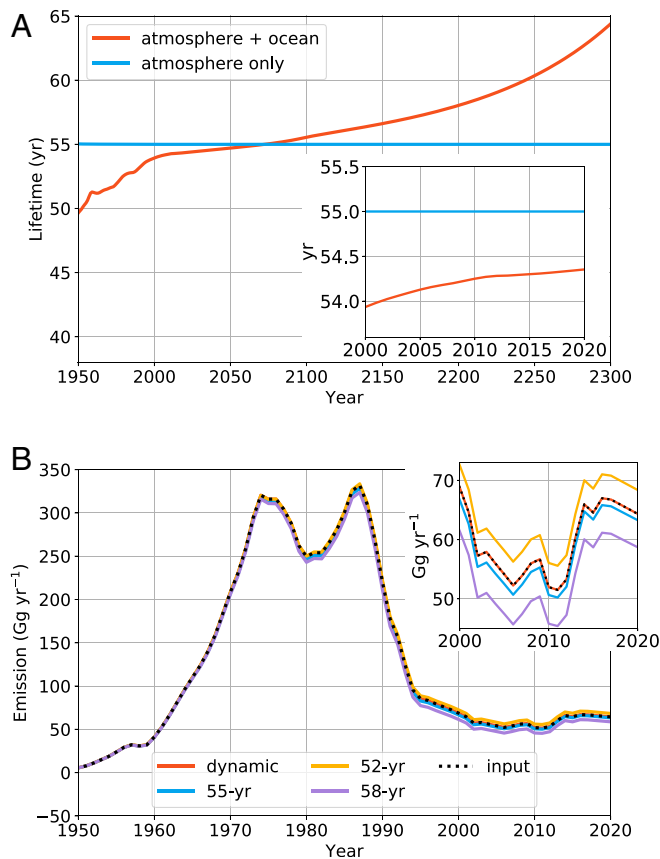 A
65
60
55
50
45
40
Lifetime (yr)
atmosphere + ocean
atmosphere only
55.5
55.0
54.5
54.0
yr
2000 2005 2010 2015 2020
1950 2000 2050 2100 2150 2200 2250 2300
Year
B
350
300
250
200
150
100
50
0
−50
Emission (Gg yr⁻¹)
70
60
50
Gg yr⁻¹
2000 2005 2010 2015 2020
dynamic
55-yr
52-yr
58-yr
input
1950 1960 1970 1980 1990 2000 2010 2020
Year